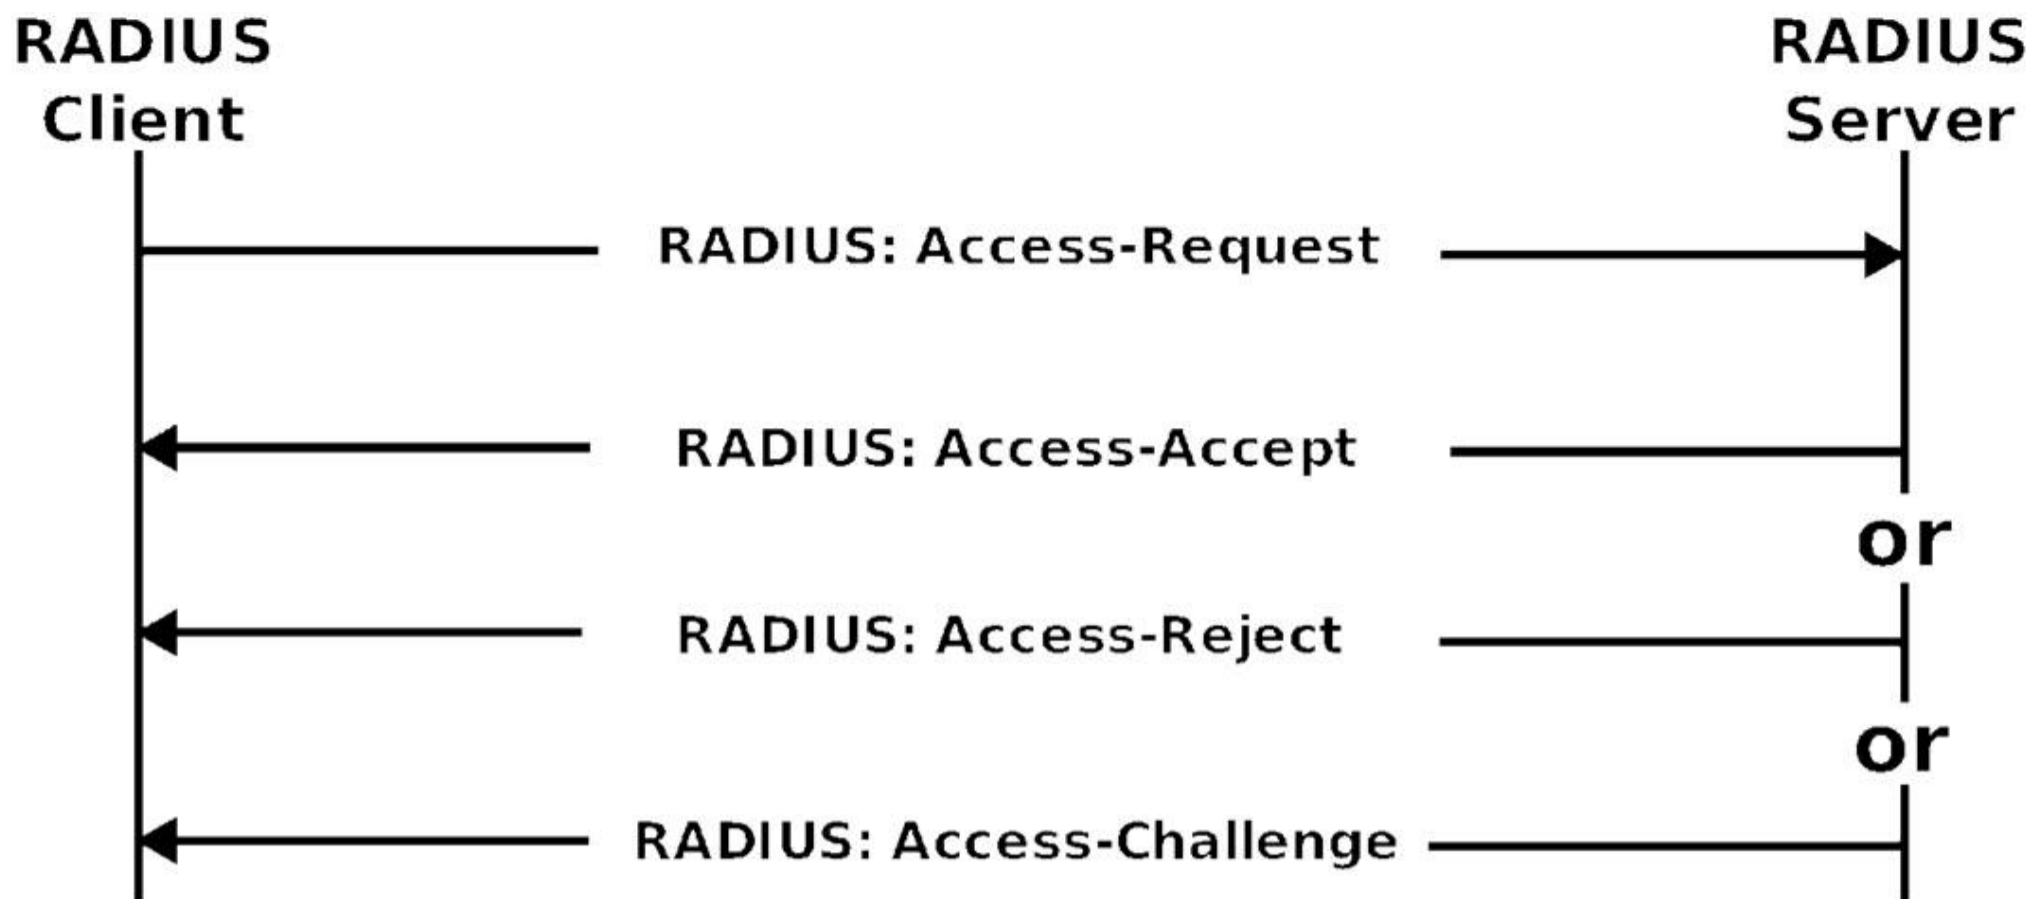 RADIUS
Client
RADIUS
Server
RADIUS: Access-Request
RADIUS: Access-Accept
or
RADIUS: Access-Reject
or
RADIUS: Access-Challenge